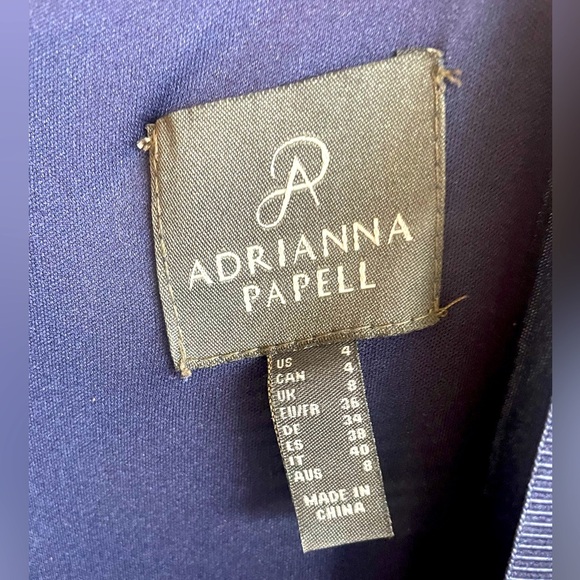 AP
ADRIANNA
PAPELL
US 4
CAN 4
UK 8
EU/FR 36
DE 34
ES 38
IT 40
AUS 8
MADE IN
CHINA